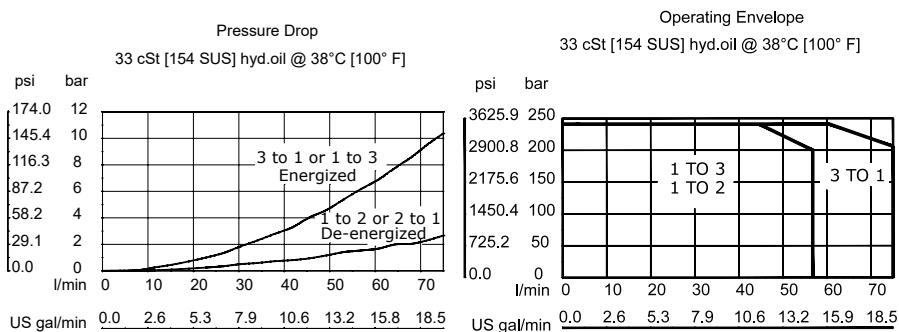 Pressure Drop
33 cSt [154 SUS] hyd.oil @ 38°C [100° F]
psi bar
174.0 12
145.4 10
116.3 8
87.2 6
58.2 4
29.1 2
0.0 0
3 to 1 or 1 to 3
Energized
1 to 2 or 2 to 1
De-energized
l/min 0 10 20 30 40 50 60 70
US gal/min 0.0 2.6 5.3 7.9 10.6 13.2 15.8 18.5
Operating Envelope
33 cSt [154 SUS] hyd.oil @ 38°C [100° F]
psi bar
3625.9 250
2900.8 200
2175.6 150
1450.4 100
725.2 50
0.0 0
1 TO 3
1 TO 2
3 TO 1
l/min 0 10 20 30 40 50 60 70
US gal/min 0.0 2.6 5.3 7.9 10.6 13.2 15.9 18.5